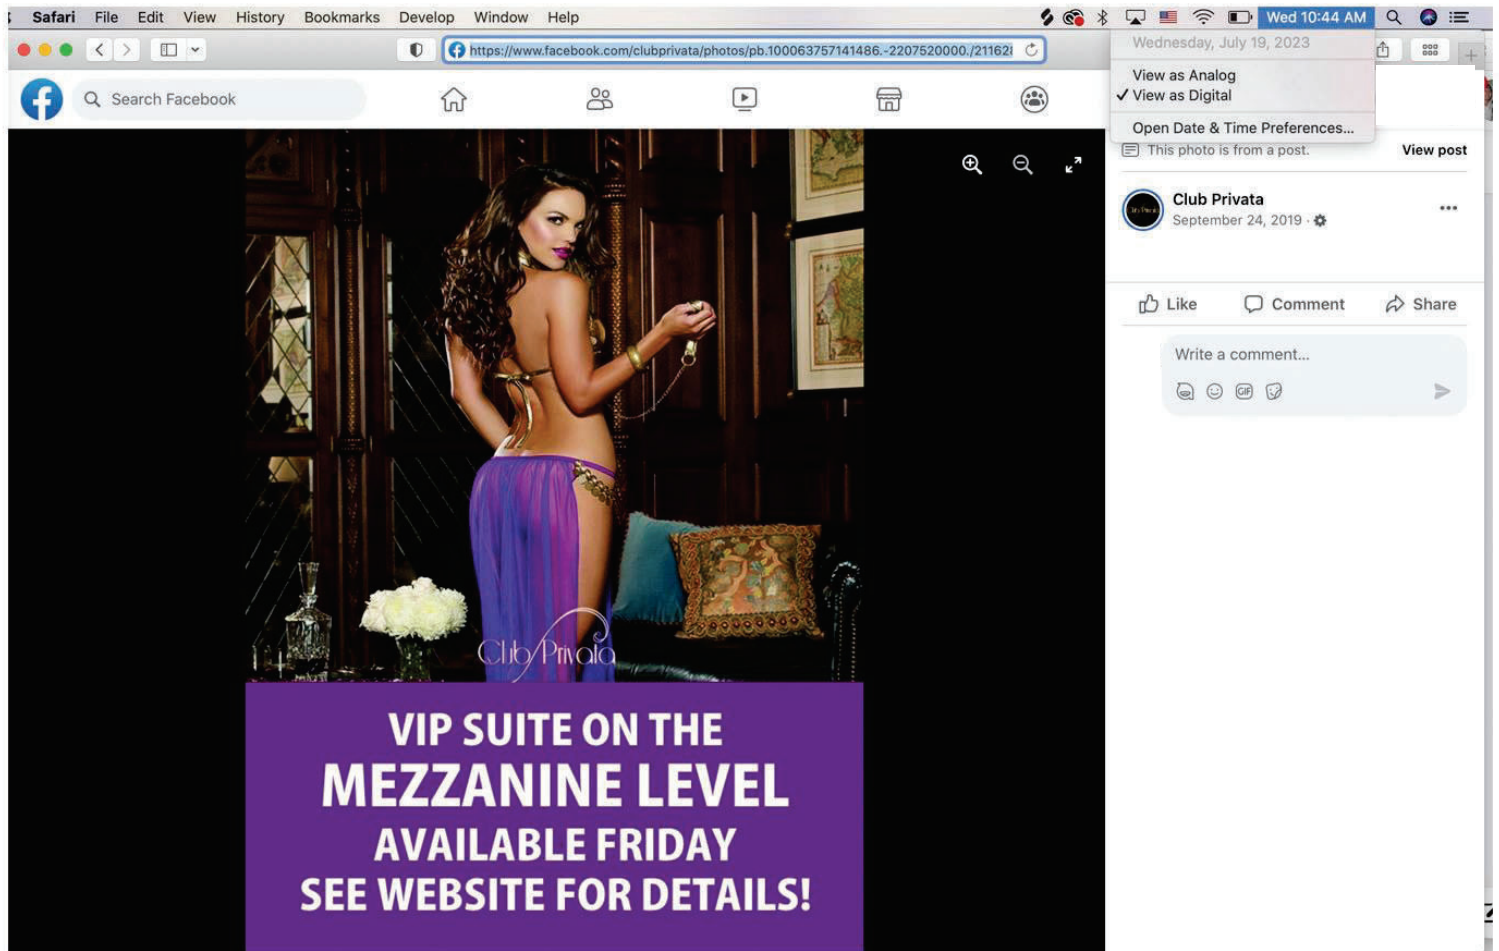 Safari File Edit View History Bookmarks Develop Window Help
Wed 10:44 AM
https://www.facebook.com/clubprivata/photos/pb.100063757141486.-2207520000./21162
Wednesday, July 19, 2023
View as Analog
✓ View as Digital
Open Date & Time Preferences...
Search Facebook
This photo is from a post.
View post
Club Privata
September 24, 2019 ·
Like
Comment
Share
Write a comment...
GIF
Club Privata
VIP SUITE ON THE
MEZZANINE LEVEL
AVAILABLE FRIDAY
SEE WEBSITE FOR DETAILS!